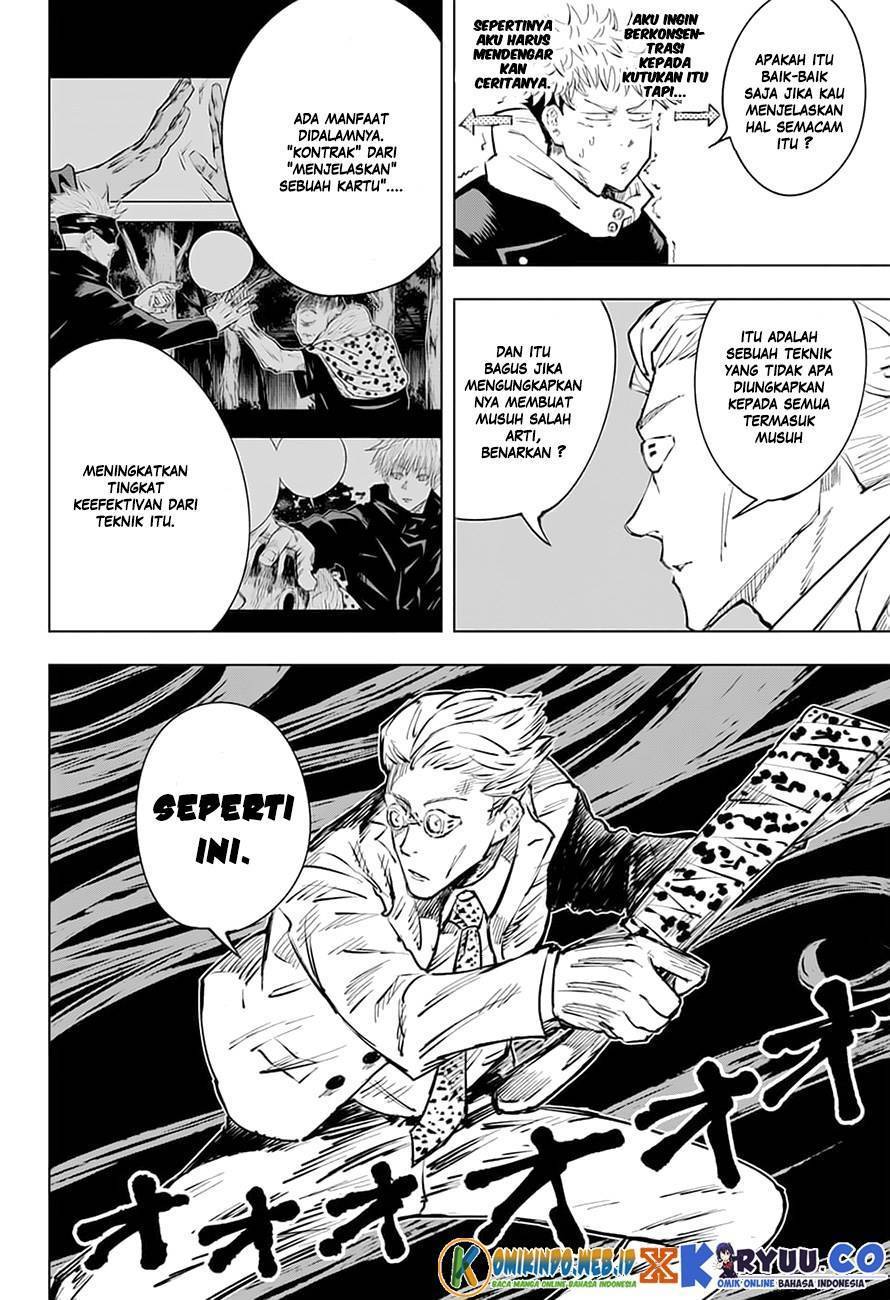 APAKAH ITU
BAIK-BAIK
SAJA JIKA KAU
MENJELASKAN
HAL SEMACAM
ITU ?
AKU INGIN
BERKONSEN-
TRASI
KEPADA
KUTUKAN ITU
TAPI...
SEPERTINYA
AKU HARUS
MENDENGAR
KAN
CERITANYA.
ITU ADALAH
SEBUAH TEKNIK
YANG TIDAK APA
DIUNGKAPKAN
KEPADA SEMUA
TERMASUK
MUSUH
DAN ITU
BAGUS JIKA
MENGUNGKAPKAN
NYA MEMBUAT
MUSUH SALAH
ARTI,
BENARKAN ?
ADA MANFAAT
DIDALAMNYA.
"KONTRAK" DARI
"MENJELASKAN"
SEBUAH KARTU"....
MENINGKATKAN
TINGKAT
KEEFEKTIVAN DARI
TEKNIK ITU.
SEPERTI
INI.
オオオオオオオ
KOMIKINDO.WEB.ID X KIRYUU.CO
BACA MANGA ONLINE BAHASA INDONESIA
OMIK ONLINE BAHASA INDONESIA